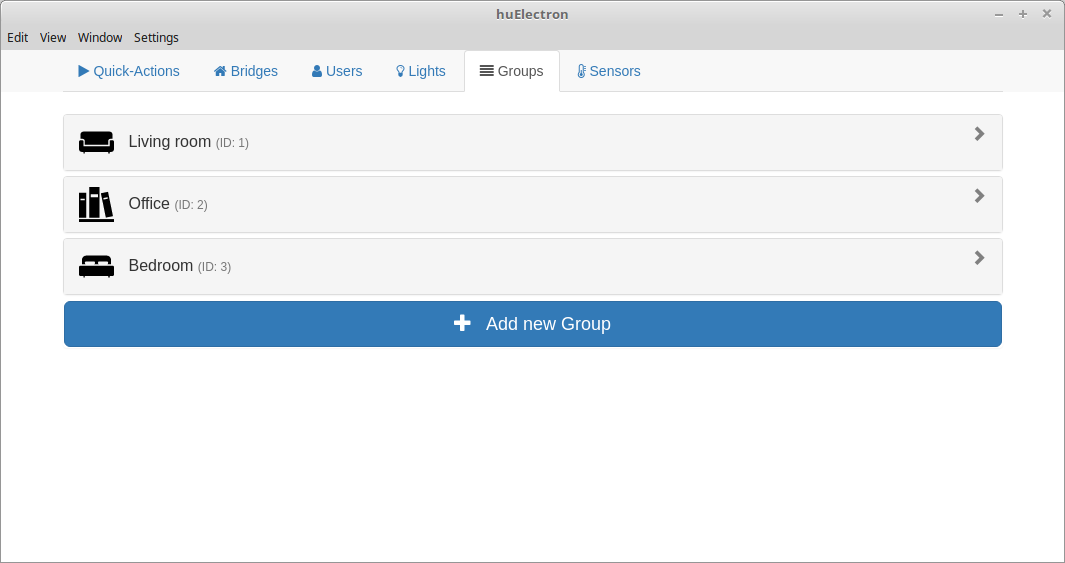 huElectron
Edit View Window Settings
Quick-Actions Bridges Users Lights Groups Sensors
Living room (ID: 1)
Office (ID: 2)
Bedroom (ID: 3)
Add new Group